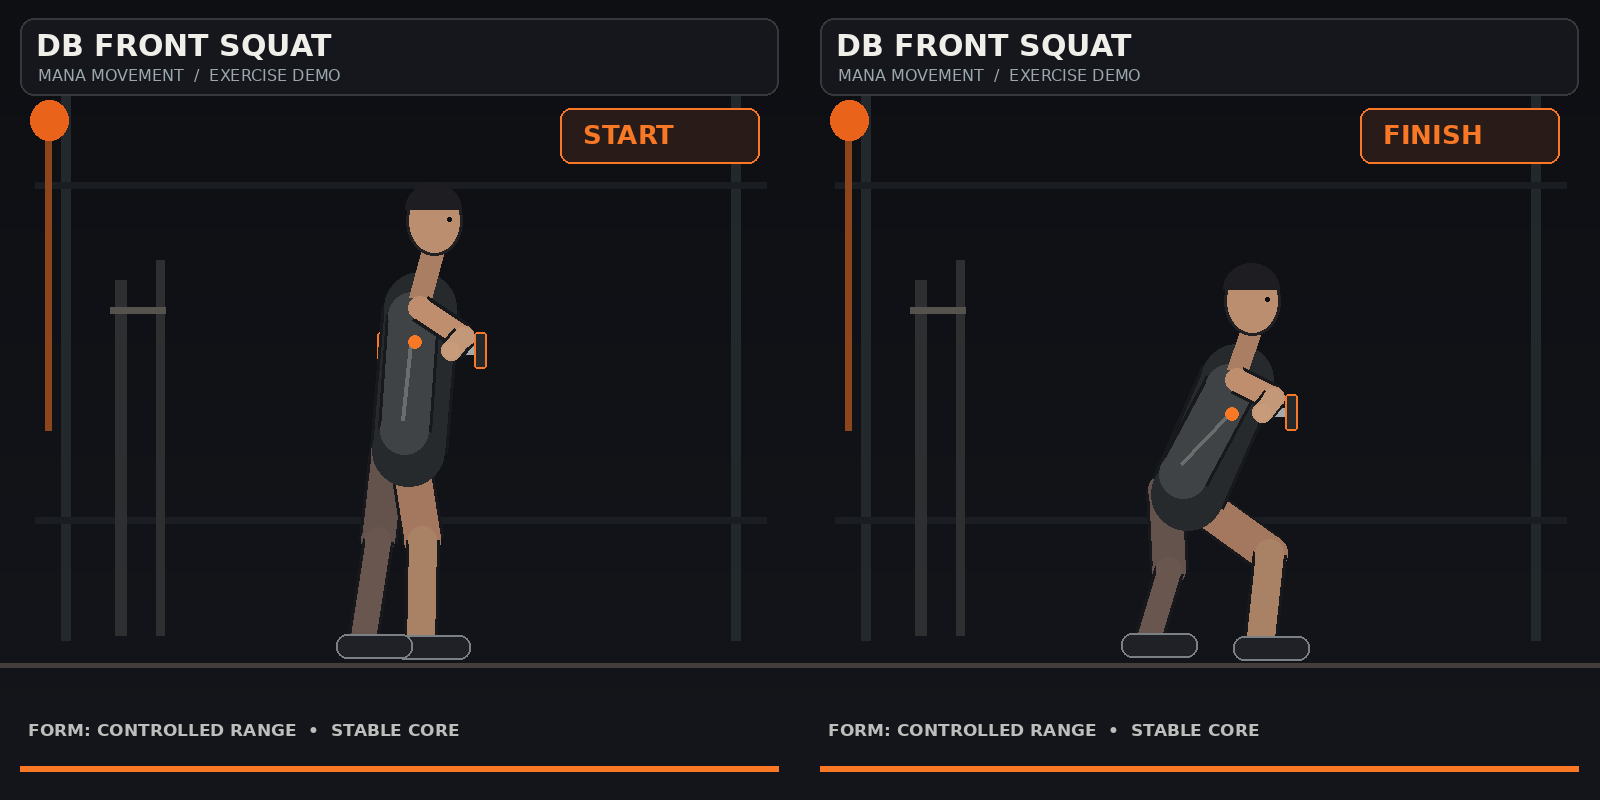 DB FRONT SQUAT
MANA MOVEMENT / EXERCISE DEMO
START
FORM: CONTROLLED RANGE • STABLE CORE
DB FRONT SQUAT
MANA MOVEMENT / EXERCISE DEMO
FINISH
FORM: CONTROLLED RANGE • STABLE CORE